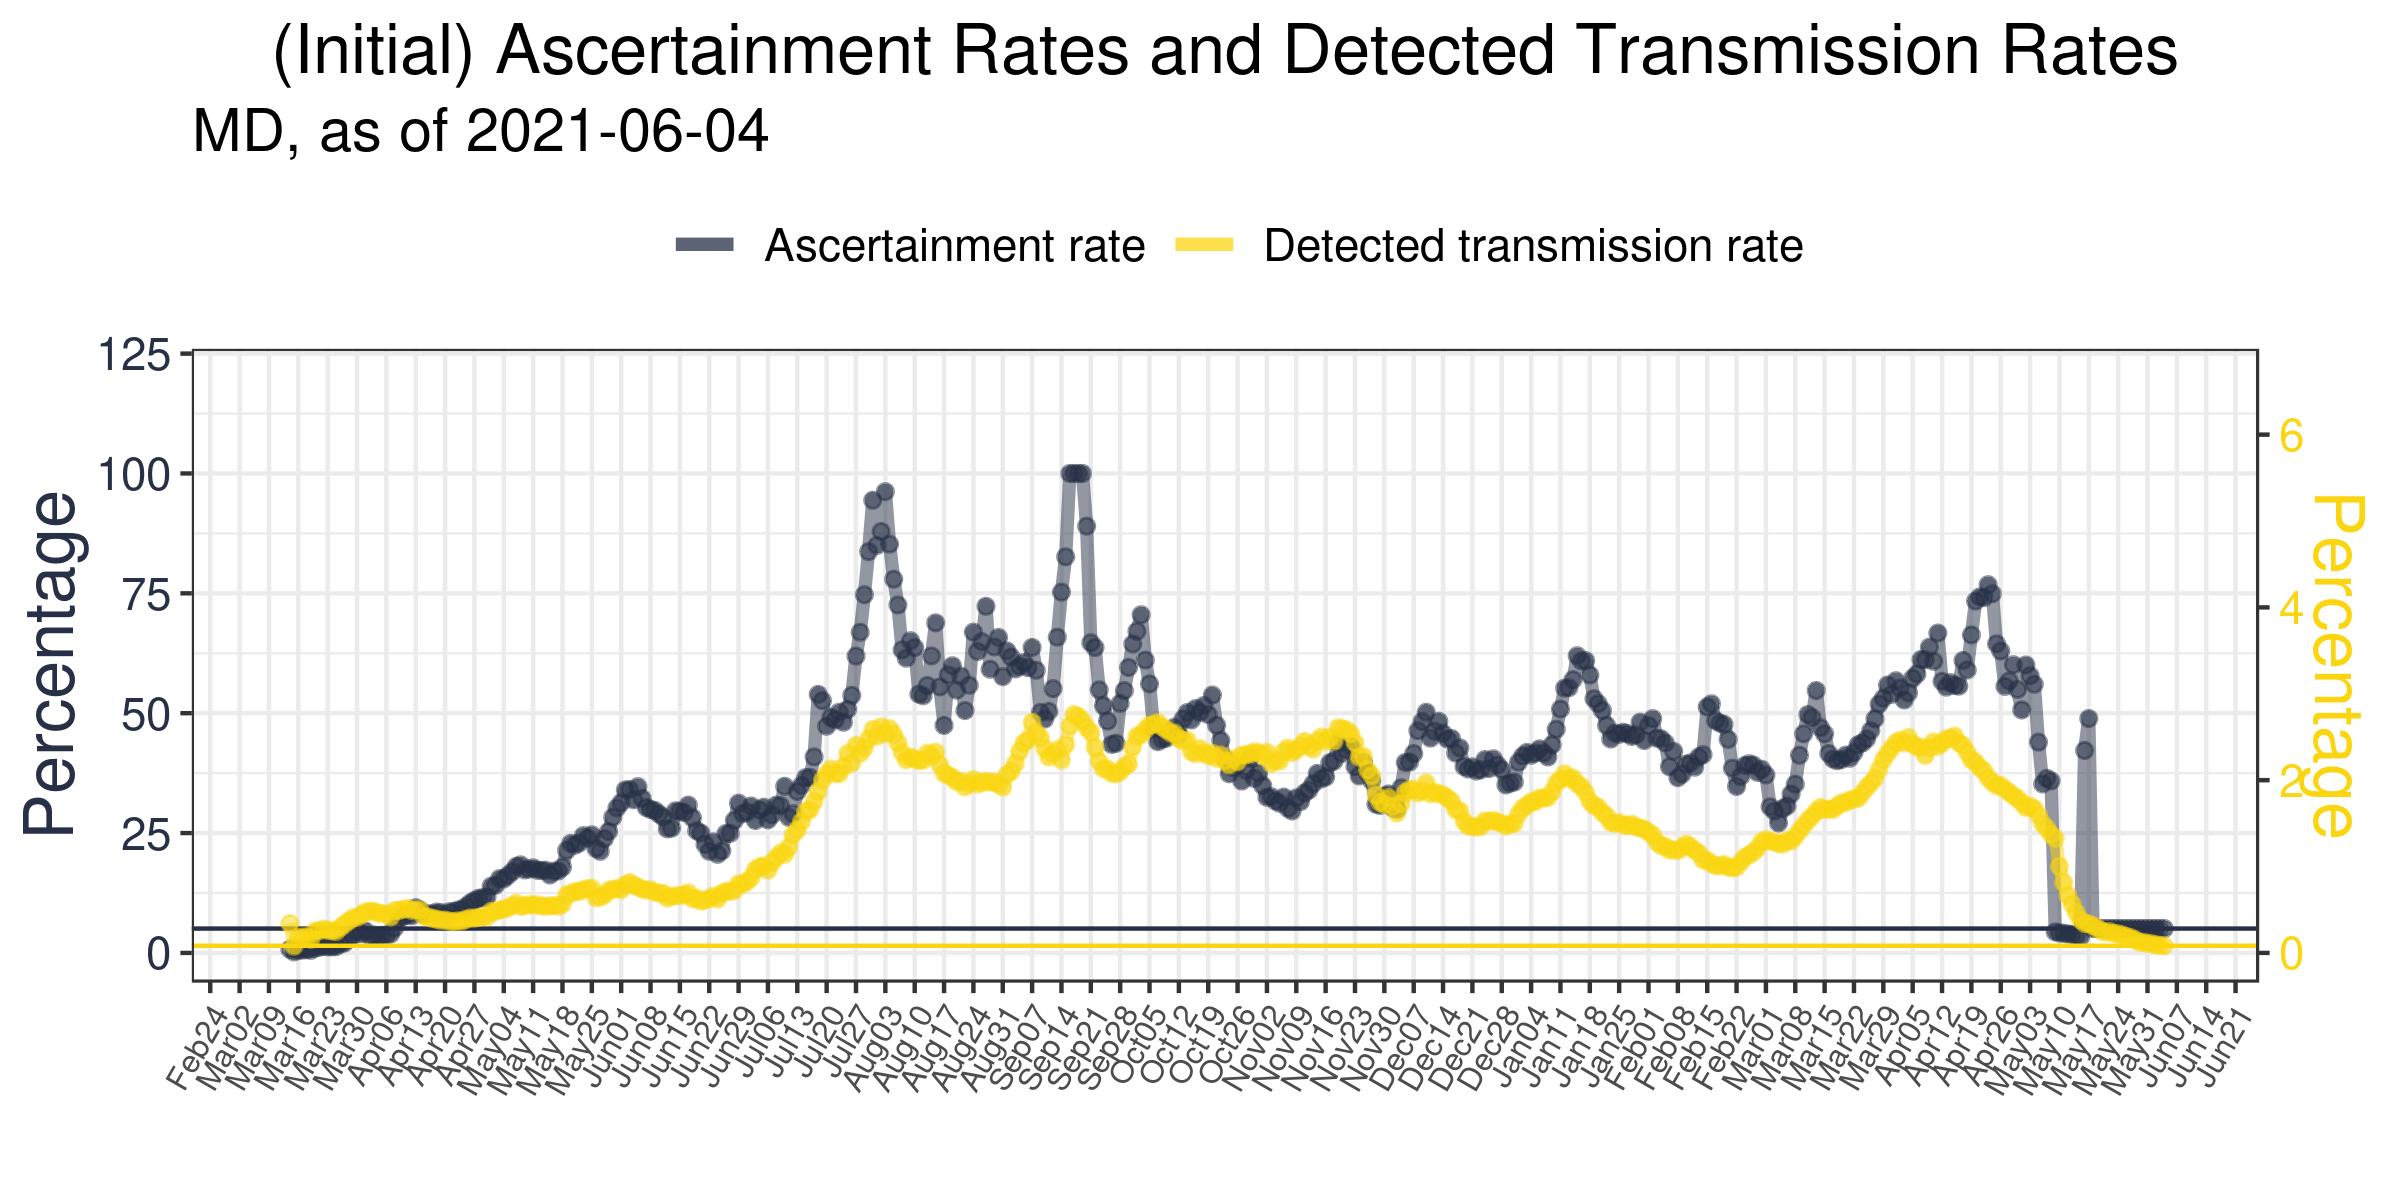 (Initial) Ascertainment Rates and Detected Transmission Rates
MD, as of 2021-06-04
Ascertainment rate
Detected transmission rate
125
100
75
50
25
0
Percentage
6
4
2
0
Percentage
Feb24
Mar02
Mar09
Mar16
Mar23
Mar30
Apr06
Apr13
Apr20
Apr27
May04
May11
May18
May25
Jun01
Jun08
Jun15
Jun22
Jun29
Jul06
Jul13
Jul20
Jul27
Aug03
Aug10
Aug17
Aug24
Aug31
Sep07
Sep14
Sep21
Sep28
Oct05
Oct12
Oct19
Oct26
Nov02
Nov09
Nov16
Nov23
Nov30
Dec07
Dec14
Dec21
Dec28
Jan04
Jan11
Jan18
Jan25
Feb01
Feb08
Feb15
Feb22
Mar01
Mar08
Mar15
Mar22
Mar29
Apr05
Apr12
Apr19
Apr26
May03
May10
May17
May24
May31
Jun07
Jun14
Jun21